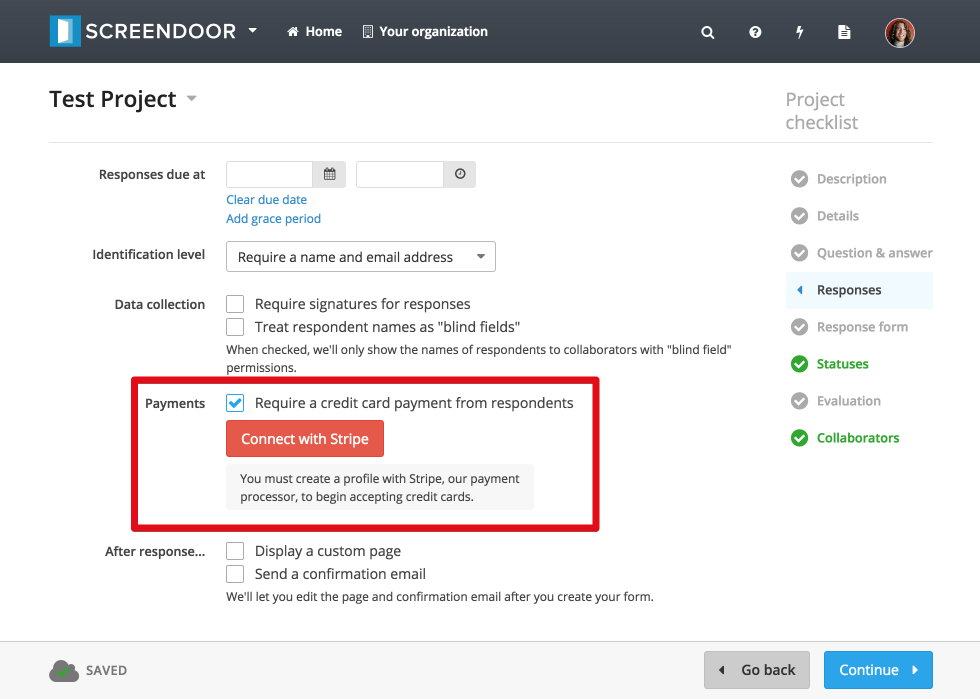 SCREENDOOR
Home
Your organization
Test Project
Project
checklist
Responses due at
Clear due date
Add grace period
Identification level
Require a name and email address
Data collection
Require signatures for responses
Treat respondent names as "blind fields"
When checked, we'll only show the names of respondents to collaborators with "blind field"
permissions.
Payments
Require a credit card payment from respondents
Connect with Stripe
You must create a profile with Stripe, our payment
processor, to begin accepting credit cards.
After response...
Display a custom page
Send a confirmation email
We'll let you edit the page and confirmation email after you create your form.
Description
Details
Question & answer
Responses
Response form
Statuses
Evaluation
Collaborators
SAVED
Go back
Continue